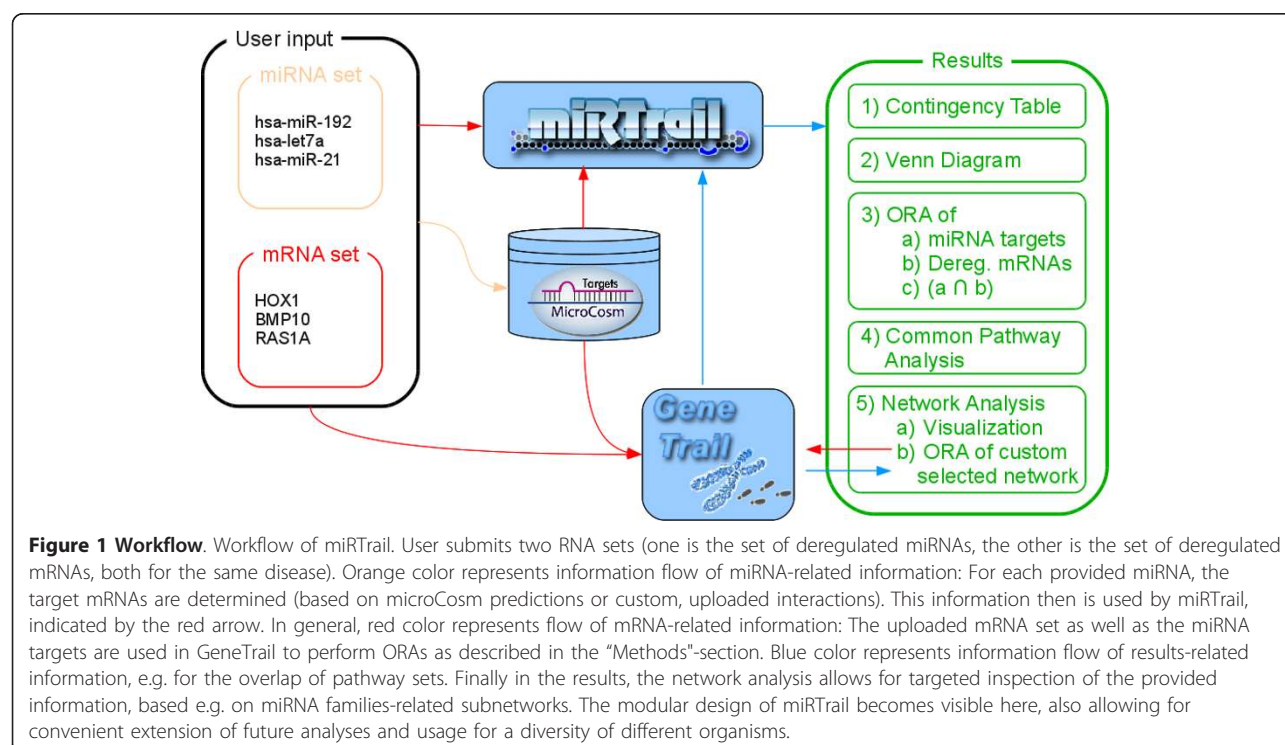 User input
miRNA set
hsa-miR-192
hsa-let7a
hsa-miR-21
mRNA set
HOX1
BMP10
RAS1A
miRTrail
Targets
MicroCosm
Gene
Trail
Results
1) Contingency Table
2) Venn Diagram
3) ORA of
a) miRNA targets
b) Dereg. mRNAs
c) (a ∩ b)
4) Common Pathway
Analysis
5) Network Analysis
a) Visualization
b) ORA of custom
selected network
Figure 1 Workflow. Workflow of miRTrail. User submits two RNA sets (one is the set of deregulated miRNAs, the other is the set of deregulated
mRNAs, both for the same disease). Orange color represents information flow of miRNA-related information: For each provided miRNA, the
target mRNAs are determined (based on microCosm predictions or custom, uploaded interactions). This information then is used by miRTrail,
indicated by the red arrow. In general, red color represents flow of mRNA-related information: The uploaded mRNA set as well as the miRNA
targets are used in GeneTrail to perform ORAs as described in the “Methods"-section. Blue color represents information flow of results-related
information, e.g. for the overlap of pathway sets. Finally in the results, the network analysis allows for targeted inspection of the provided
information, based e.g. on miRNA families-related subnetworks. The modular design of miRTrail becomes visible here, also allowing for
convenient extension of future analyses and usage for a diversity of different organisms.